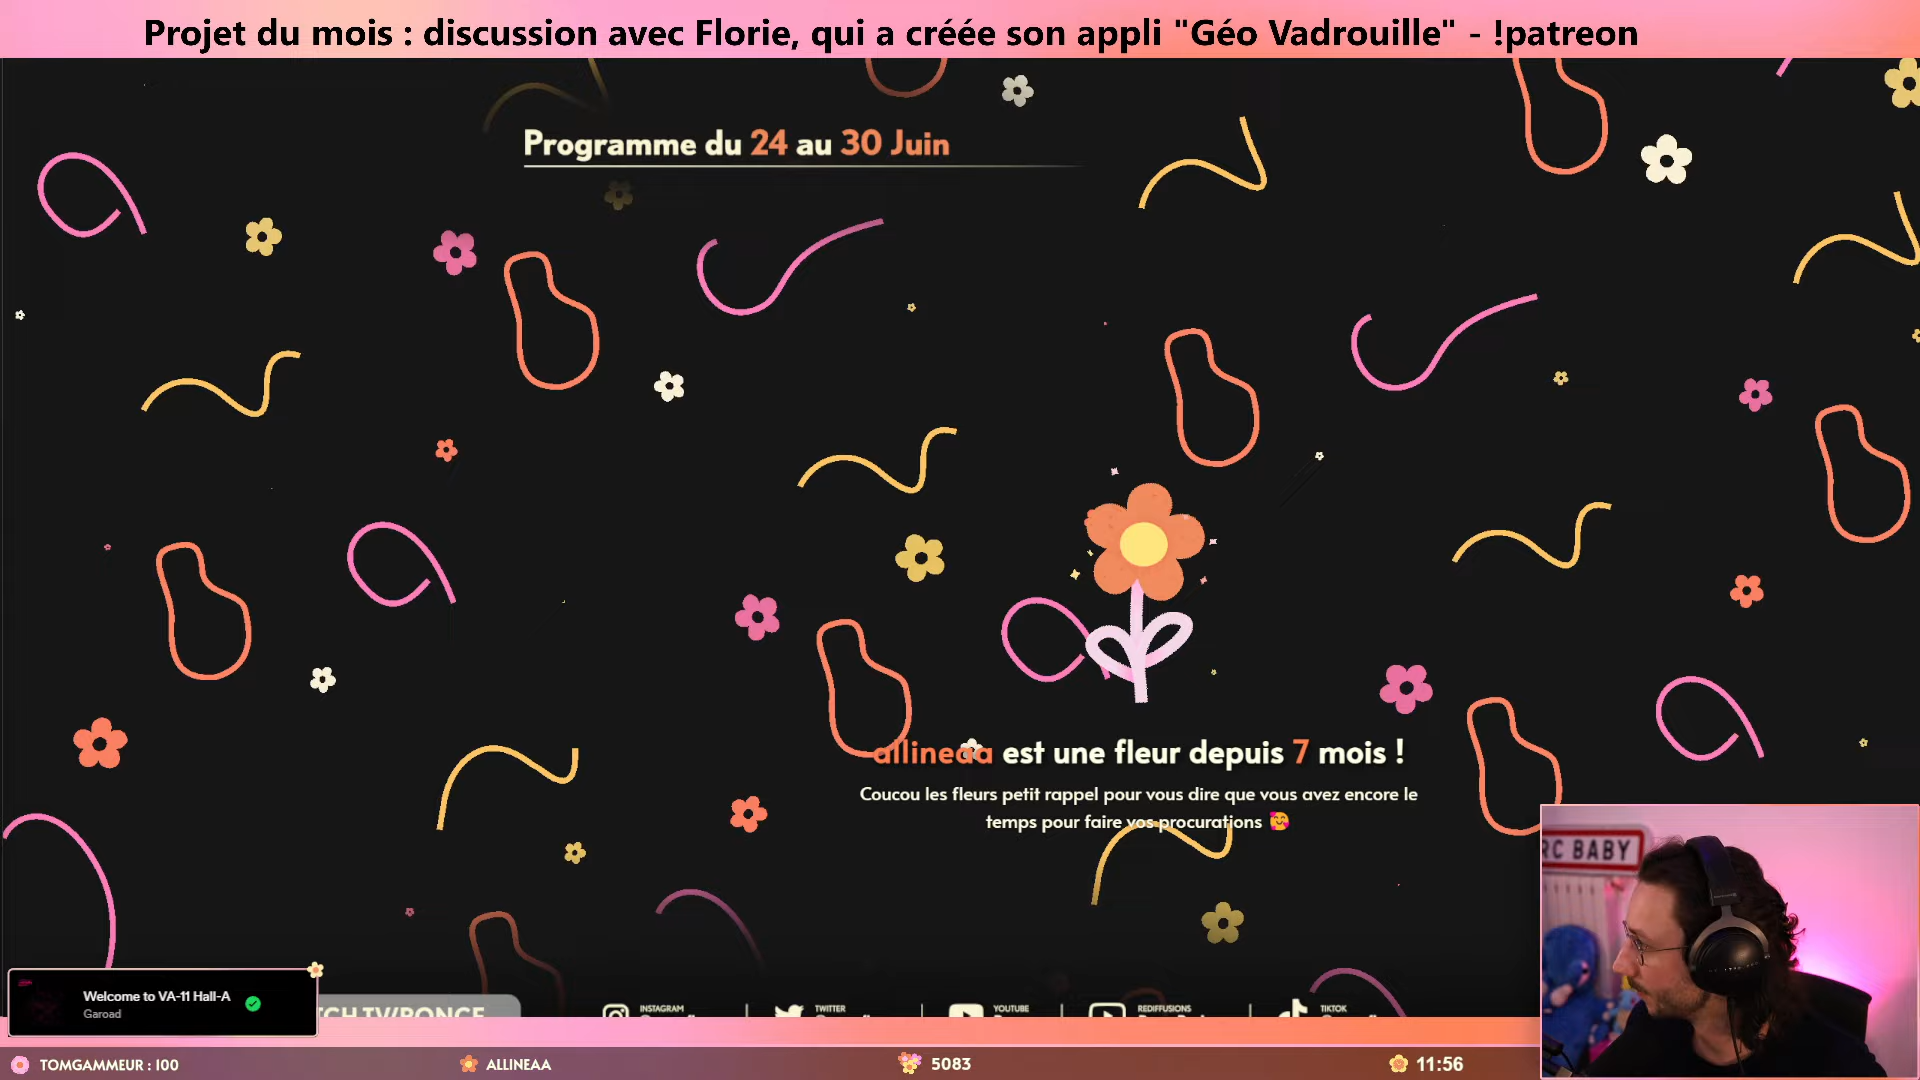 Projet du mois : discussion avec Florie, qui a créée son appli "Géo Vadrouille" - !patreon
Programme du 24 au 30 Juin
allineaa est une fleur depuis 7 mois !
Coucou les fleurs petit rappel pour vous dire que vous avez encore le
temps pour faire vos procurations
RC BABY
Welcome to VA-11 Hall-A
Garoad
TCH.TV/PONCE
INSTAGRAM
TWITTER
YOUTUBE
REDIFFUSIONS
TIKTOK
TOMGAMMEUR : 100
ALLINEAA
5083
11:56